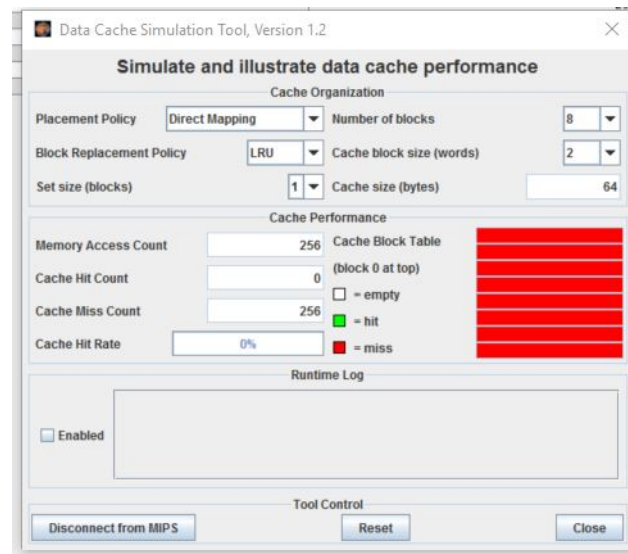 Data Cache Simulation Tool, Version 1.2
Simulate and illustrate data cache performance
Cache Organization
Placement Policy Direct Mapping Number of blocks 8
Block Replacement Policy LRU Cache block size (words) 2
Set size (blocks) 1 Cache size (bytes) 64
Cache Performance
Memory Access Count 256 Cache Block Table
(block 0 at top)
Cache Hit Count 0
= empty
Cache Miss Count 256
= hit
Cache Hit Rate 0%
= miss
Runtime Log
Enabled
Tool Control
Disconnect from MIPS Reset Close